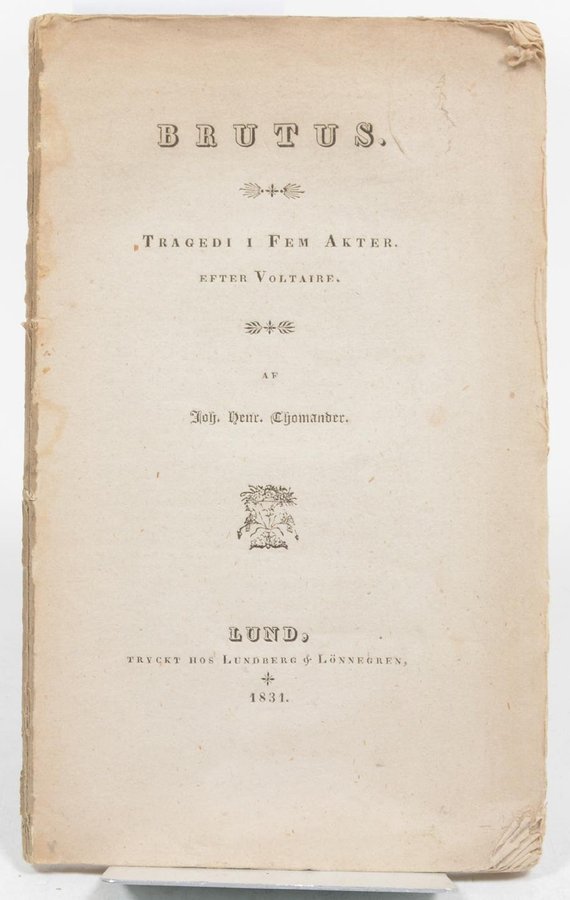 BRUTUS.
TRAGEDI I FEM AKTER.
EFTER VOLTAIRE.
AF
Joh. Henr. Thomander.
LUND,
TRYCKT HOS LUNDBERG & LÖNNEGREN,
1831.